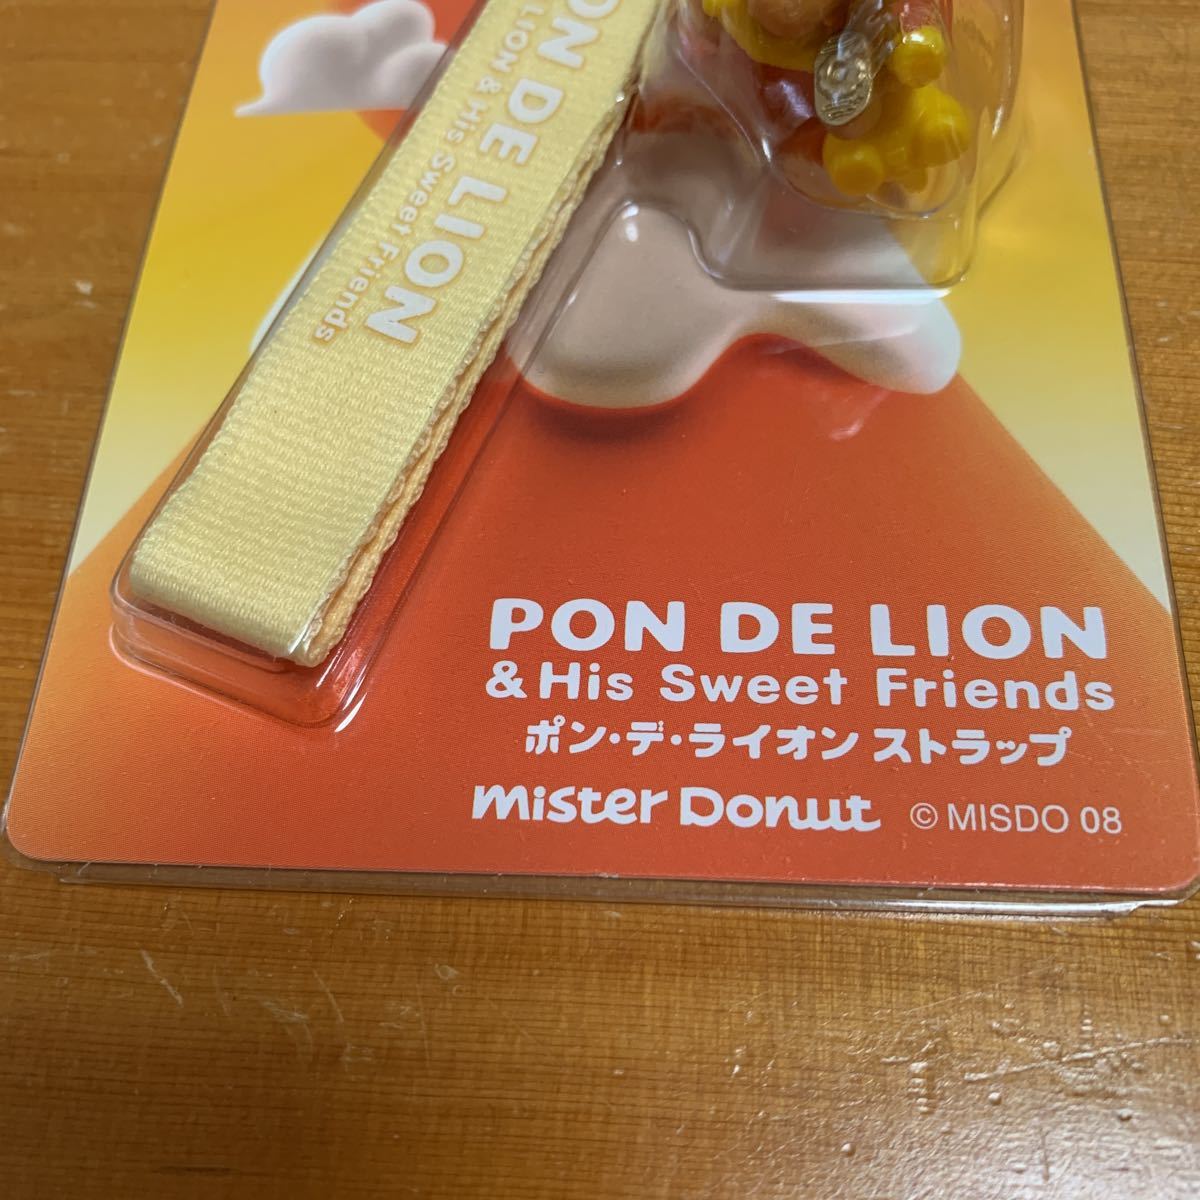 ON DE LION
LION & His Sweet Friends
PON DE LION
& His Sweet Friends
ポン・デ・ライオン ストラップ
mister Donut © MISDO 08